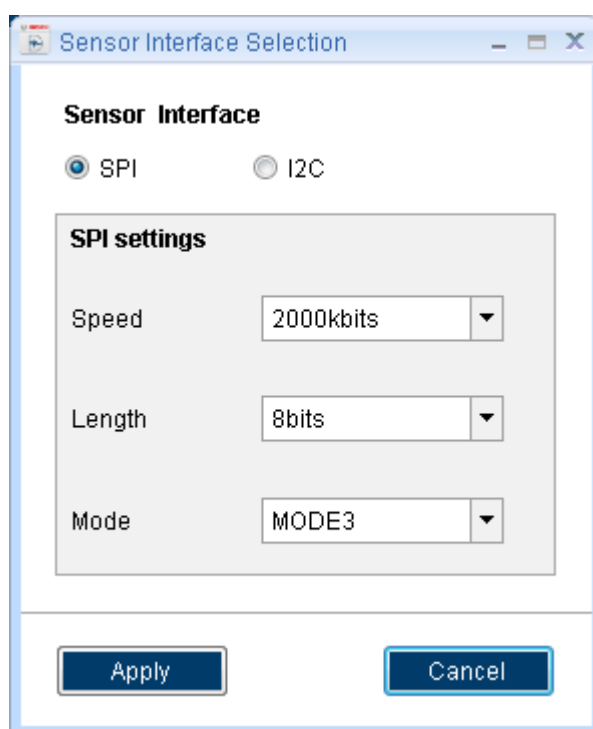 Sensor Interface Selection
Sensor Interface
SPI I2C
SPI settings
Speed 2000kbits
Length 8bits
Mode MODE3
Apply Cancel